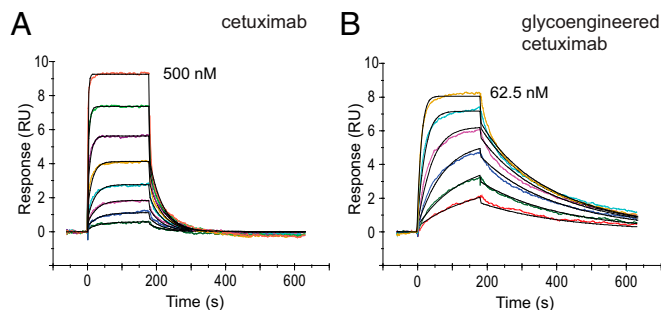 A
cetuximab
B
glycoengineered
cetuximab
Response (RU)
10
8
6
4
2
0
500 nM
0
200
400
600
Time (s)
Response (RU)
10
8
6
4
2
0
62.5 nM
0
200
400
600
Time (s)